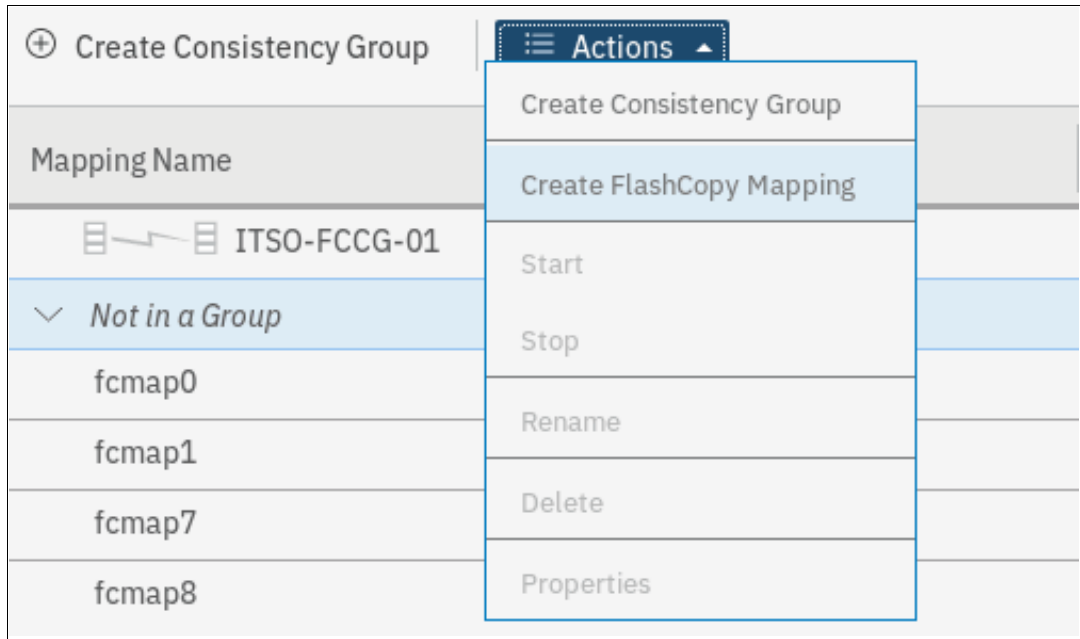 Create Consistency Group
Actions
Create Consistency Group
Create FlashCopy Mapping
Start
Stop
Rename
Delete
Properties
Mapping Name
ITSO-FCCG-01
Not in a Group
fcmap0
fcmap1
fcmap7
fcmap8